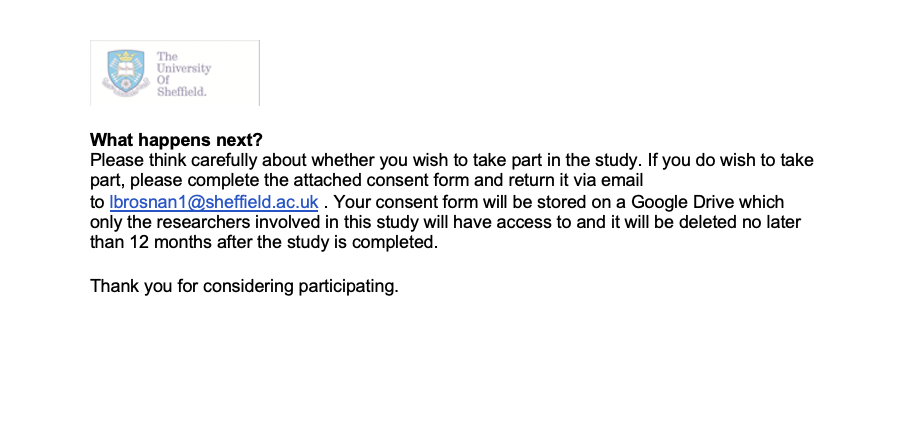 The
University
Of
Sheffield.
What happens next?
Please think carefully about whether you wish to take part in the study. If you do wish to take
part, please complete the attached consent form and return it via email
to lbrosnan1@sheffield.ac.uk . Your consent form will be stored on a Google Drive which
only the researchers involved in this study will have access to and it will be deleted no later
than 12 months after the study is completed.
Thank you for considering participating.